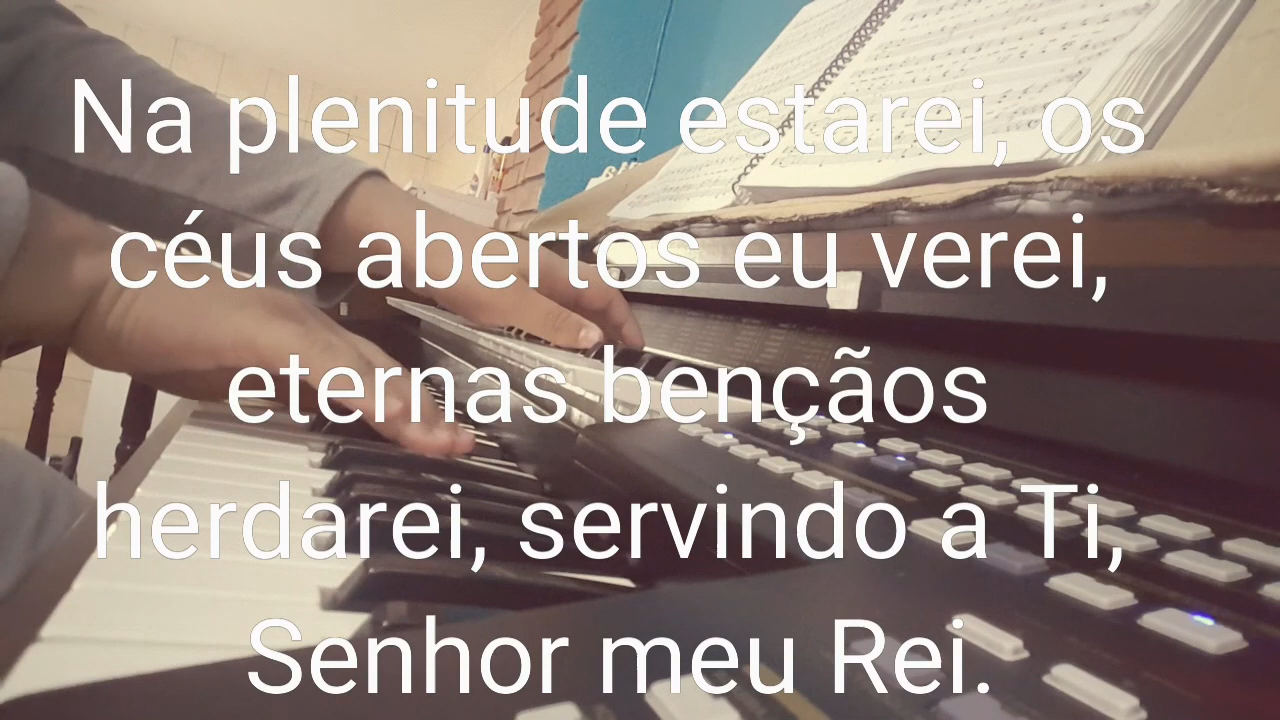 Na plenitude estarei, os
céus abertos eu verei,
eternas bençãos
herdarei, servindo a Ti,
Senhor meu Rei.